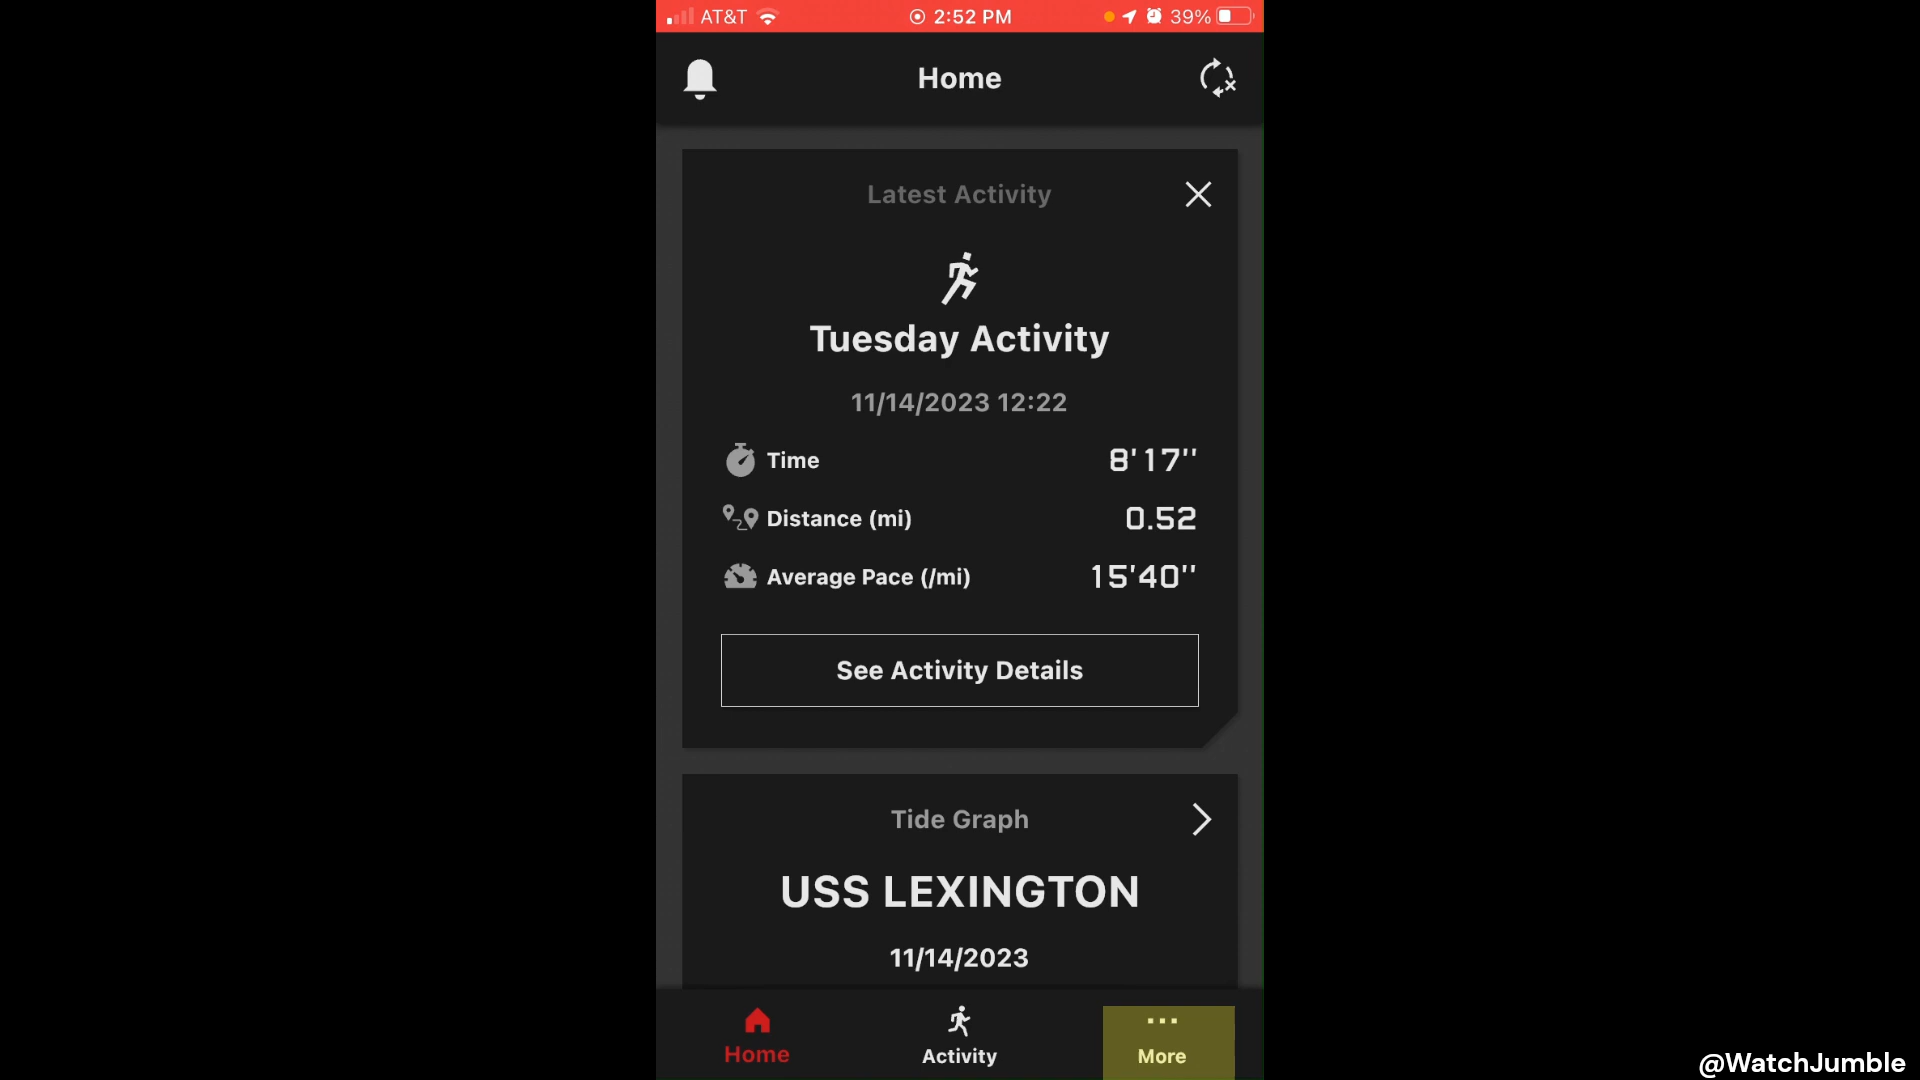 AT&T 2:52 PM 39%
Home
Latest Activity
Tuesday Activity
11/14/2023 12:22
Time 8'17''
Distance (mi) 0.52
Average Pace (/mi) 15'40''
See Activity Details
Tide Graph
USS LEXINGTON
11/14/2023
Home Activity More
@WatchJumble